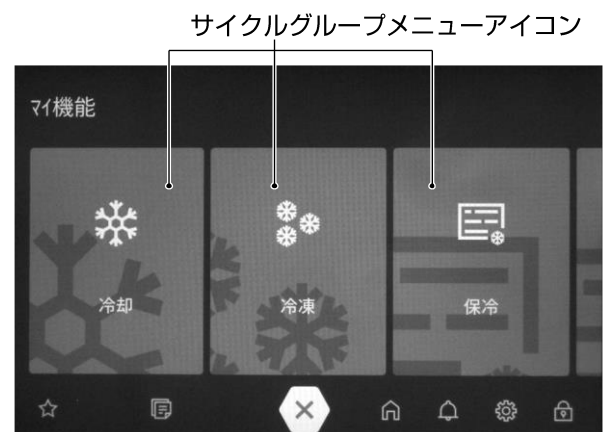 サイクルグループメニューアイコン
マイ機能
冷却
冷凍
保冷